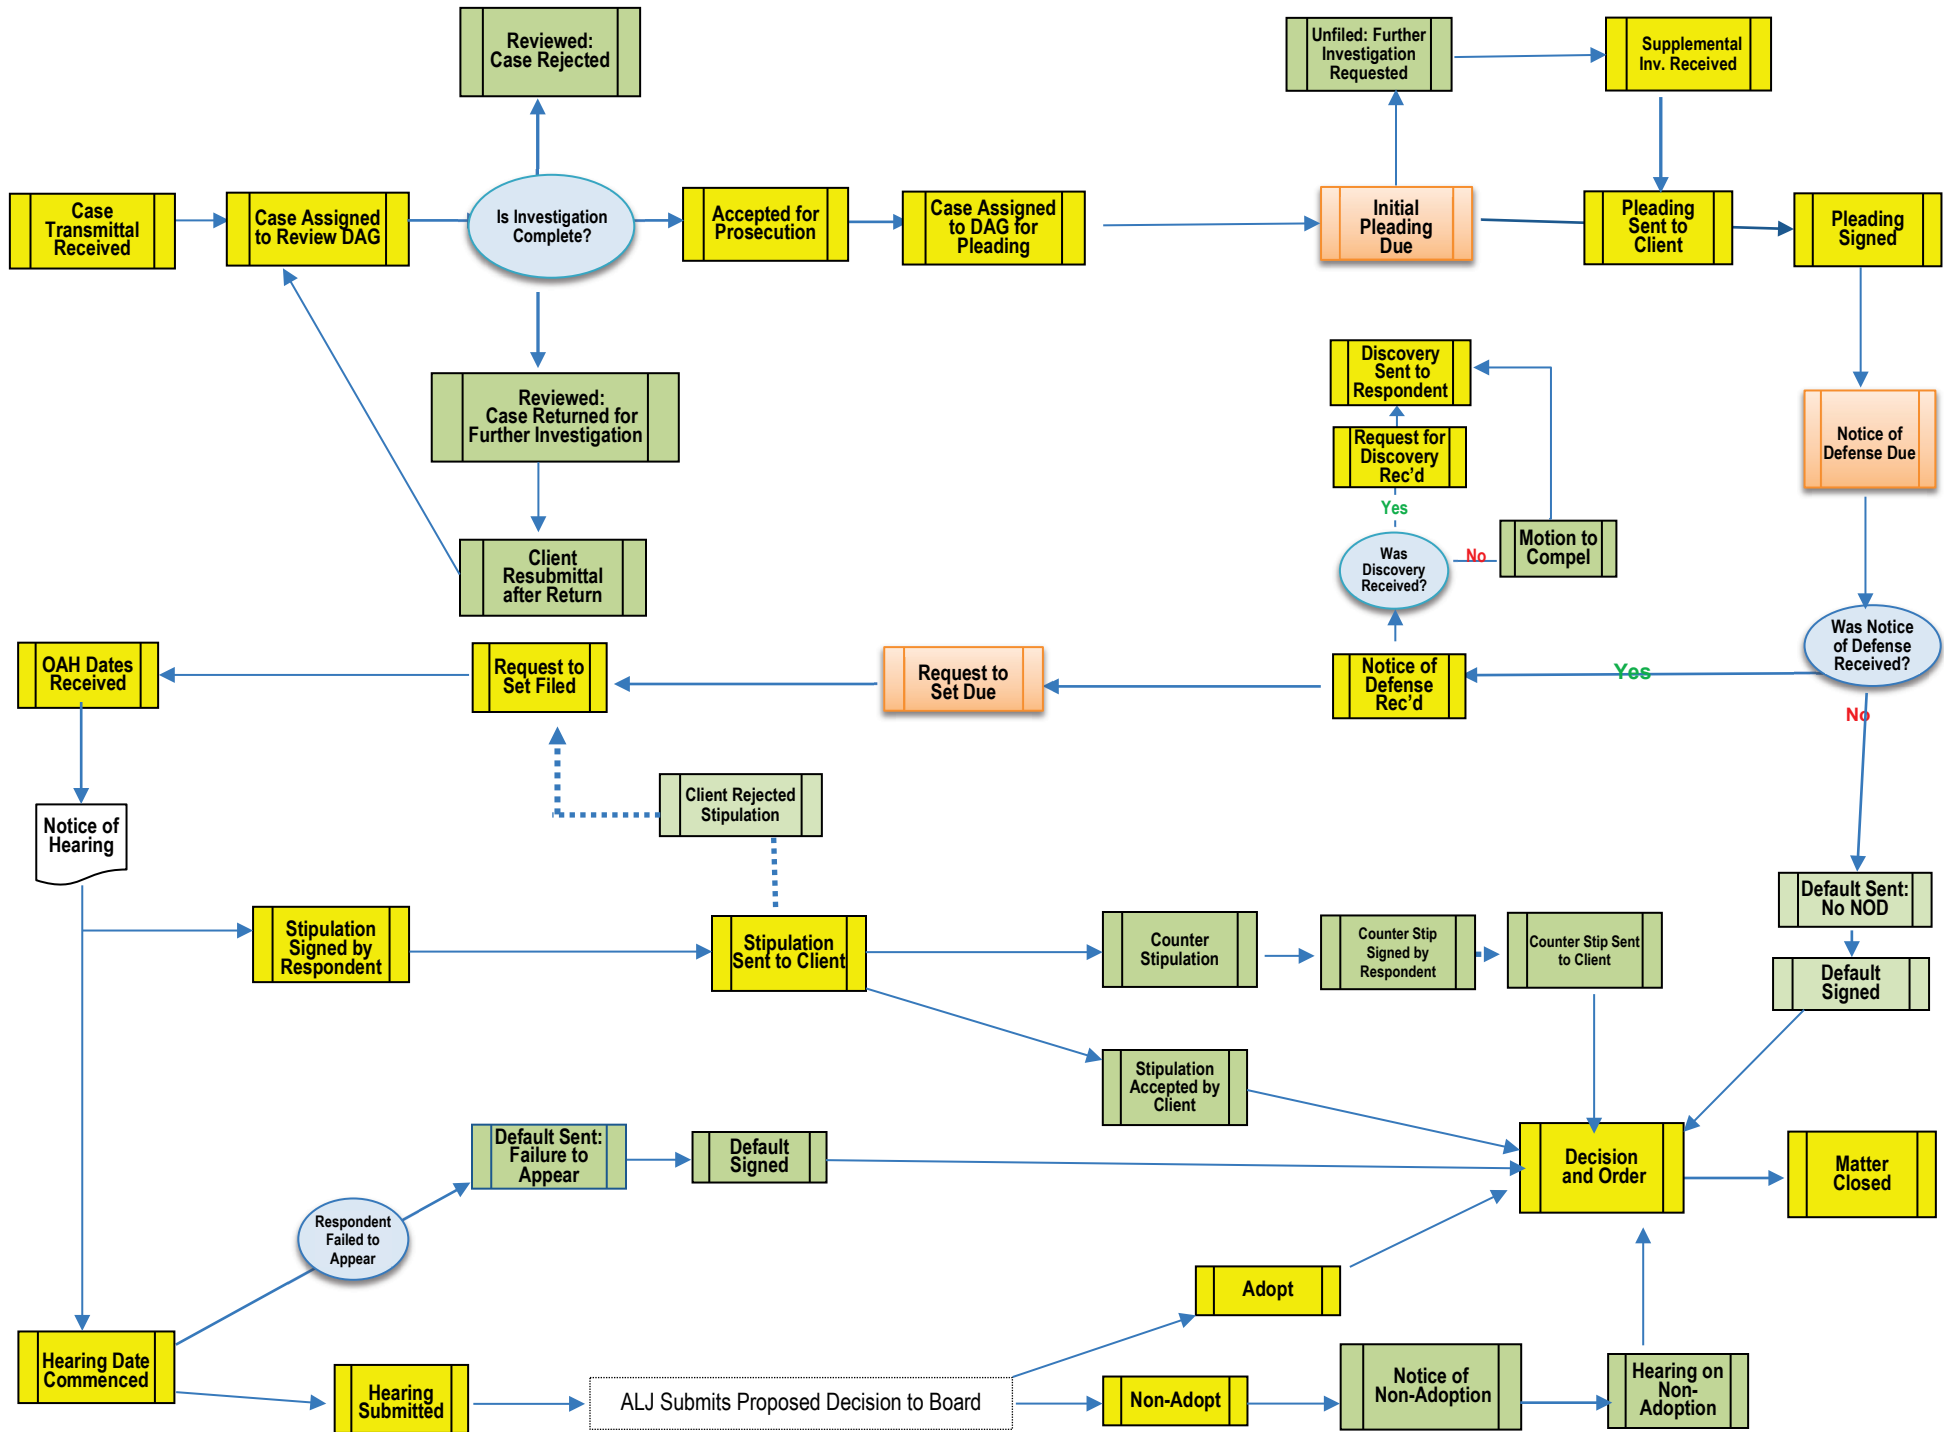 Reviewed:
Case Rejected
Unfiled: Further
Investigation
Requested
Supplemental
Inv. Received
Case
Transmittal
Received
Case Assigned
to Review DAG
Is Investigation
Complete?
Accepted for
Prosecution
Case Assigned
to DAG for
Pleading
Initial
Pleading
Due
Pleading
Sent to
Client
Pleading
Signed
Reviewed:
Case Returned for
Further Investigation
Discovery
Sent to
Respondent
Request for
Discovery
Rec'd
Yes
Notice of
Defense Due
Client
Resubmittal
after Return
Was
Discovery
Received?
No
Motion to
Compel
OAH Dates
Received
Request to
Set Filed
Request to
Set Due
Notice of
Defense
Rec'd
Yes
Was Notice
of Defense
Received?
No
Client Rejected
Stipulation
Notice of
Hearing
Stipulation
Signed by
Respondent
Stipulation
Sent to Client
Counter
Stipulation
Counter Stip
Signed by
Respondent
Counter Stip Sent
to Client
Default Sent:
No NOD
Default
Signed
Stipulation
Accepted by
Client
Default Sent:
Failure to
Appear
Default
Signed
Decision
and Order
Matter
Closed
Respondent
Failed to
Appear
Adopt
Hearing Date
Commenced
Hearing
Submitted
ALJ Submits Proposed Decision to Board
Non-Adopt
Notice of
Non-Adoption
Hearing on
Non-
Adoption